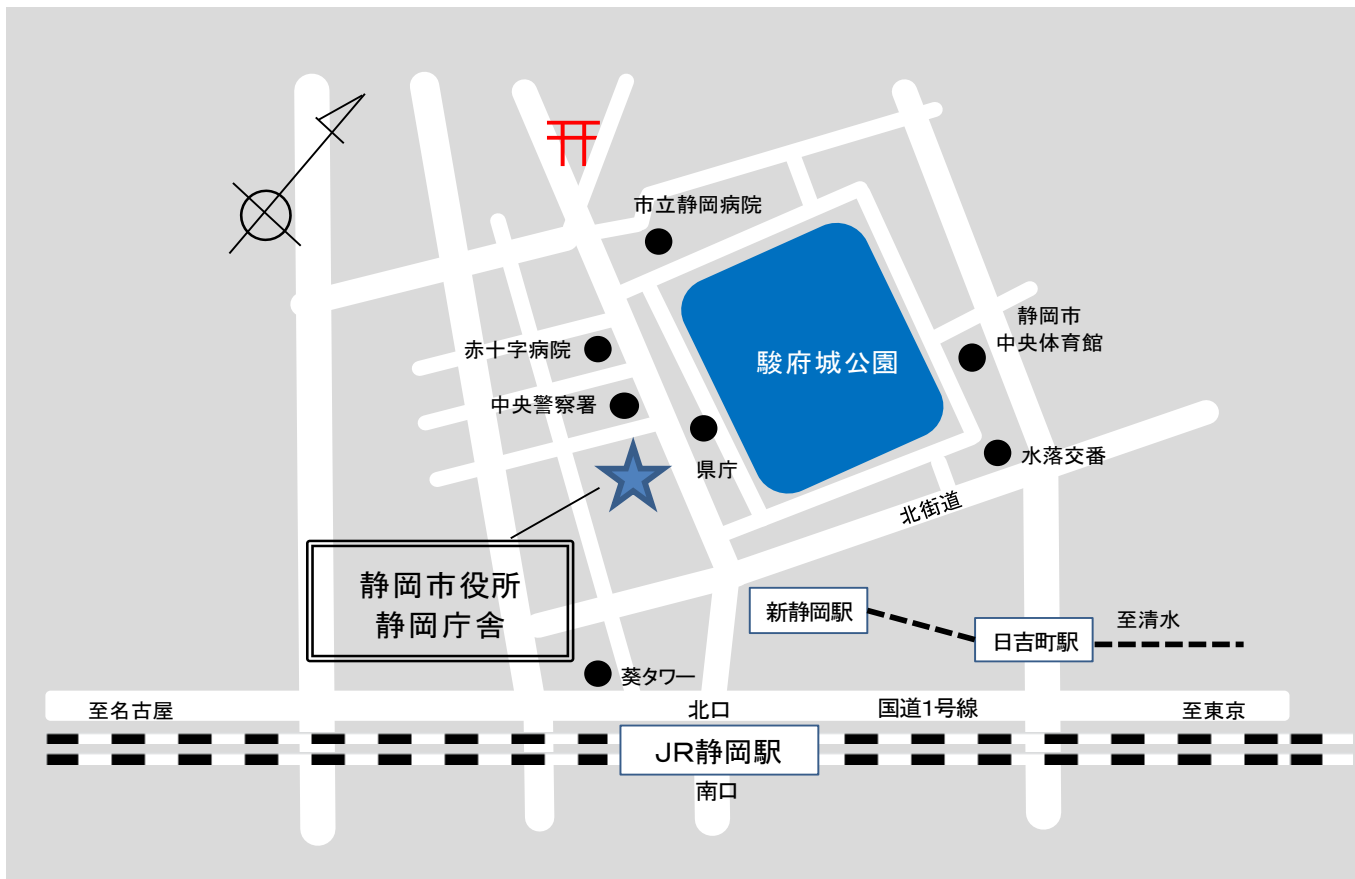 市立静岡病院
静岡市
中央体育館
赤十字病院
駿府城公園
中央警察署
水落交番
県庁
北街道
静岡市役所
静岡庁舎
新静岡駅
日吉町駅
至清水
葵タワー
至名古屋
北口
国道1号線
至東京
JR静岡駅
南口